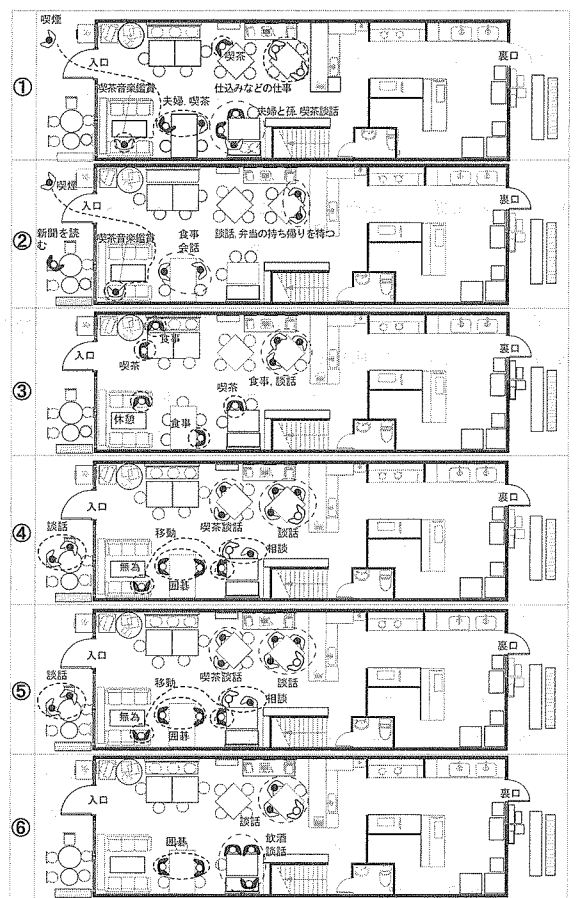 ①
喫煙
入口
喫茶
裏口
喫茶音楽鑑賞
夫婦、喫茶
仕込みなどの仕事
夫婦と孫、喫茶談話
②
喫煙
入口
裏口
新聞を読
む
喫茶音楽鑑賞
食事
会話
談話、弁当の持ち帰りを待つ
③
入口
食事
喫茶
裏口
食事、談話
喫茶
休憩
食事
④
入口
裏口
談話
喫茶談話
談話
移動
相談
無為
囲碁
⑤
入口
裏口
談話
喫茶談話
談話
移動
相談
無為
囲碁
⑥
入口
裏口
談話
囲碁
飲酒
談話